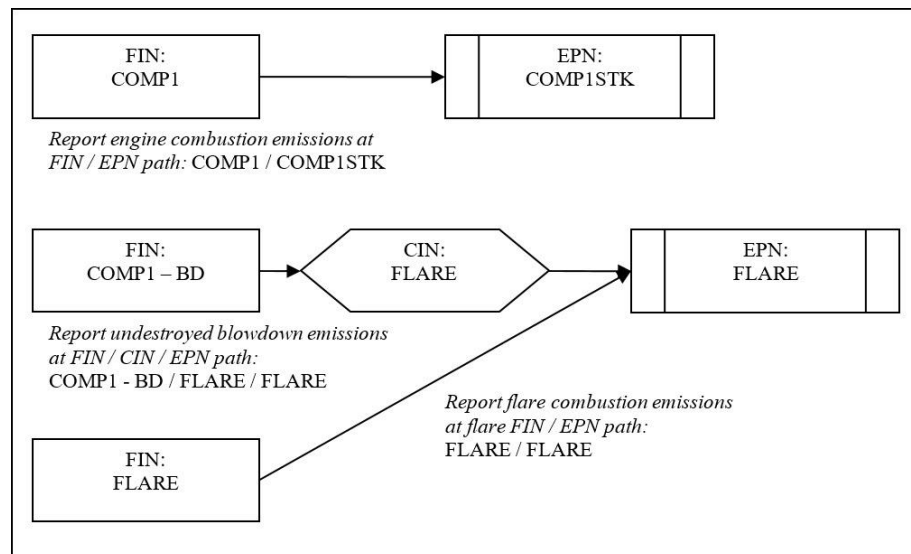 FIN:
COMP1
EPN:
COMP1STK
Report engine combustion emissions at
FIN / EPN path: COMP1 / COMP1STK
FIN:
COMP1 – BD
CIN:
FLARE
EPN:
FLARE
Report undestroyed blowdown emissions
at FIN / CIN / EPN path:
COMP1 - BD / FLARE / FLARE
Report flare combustion emissions
at flare FIN / EPN path:
FLARE / FLARE
FIN:
FLARE